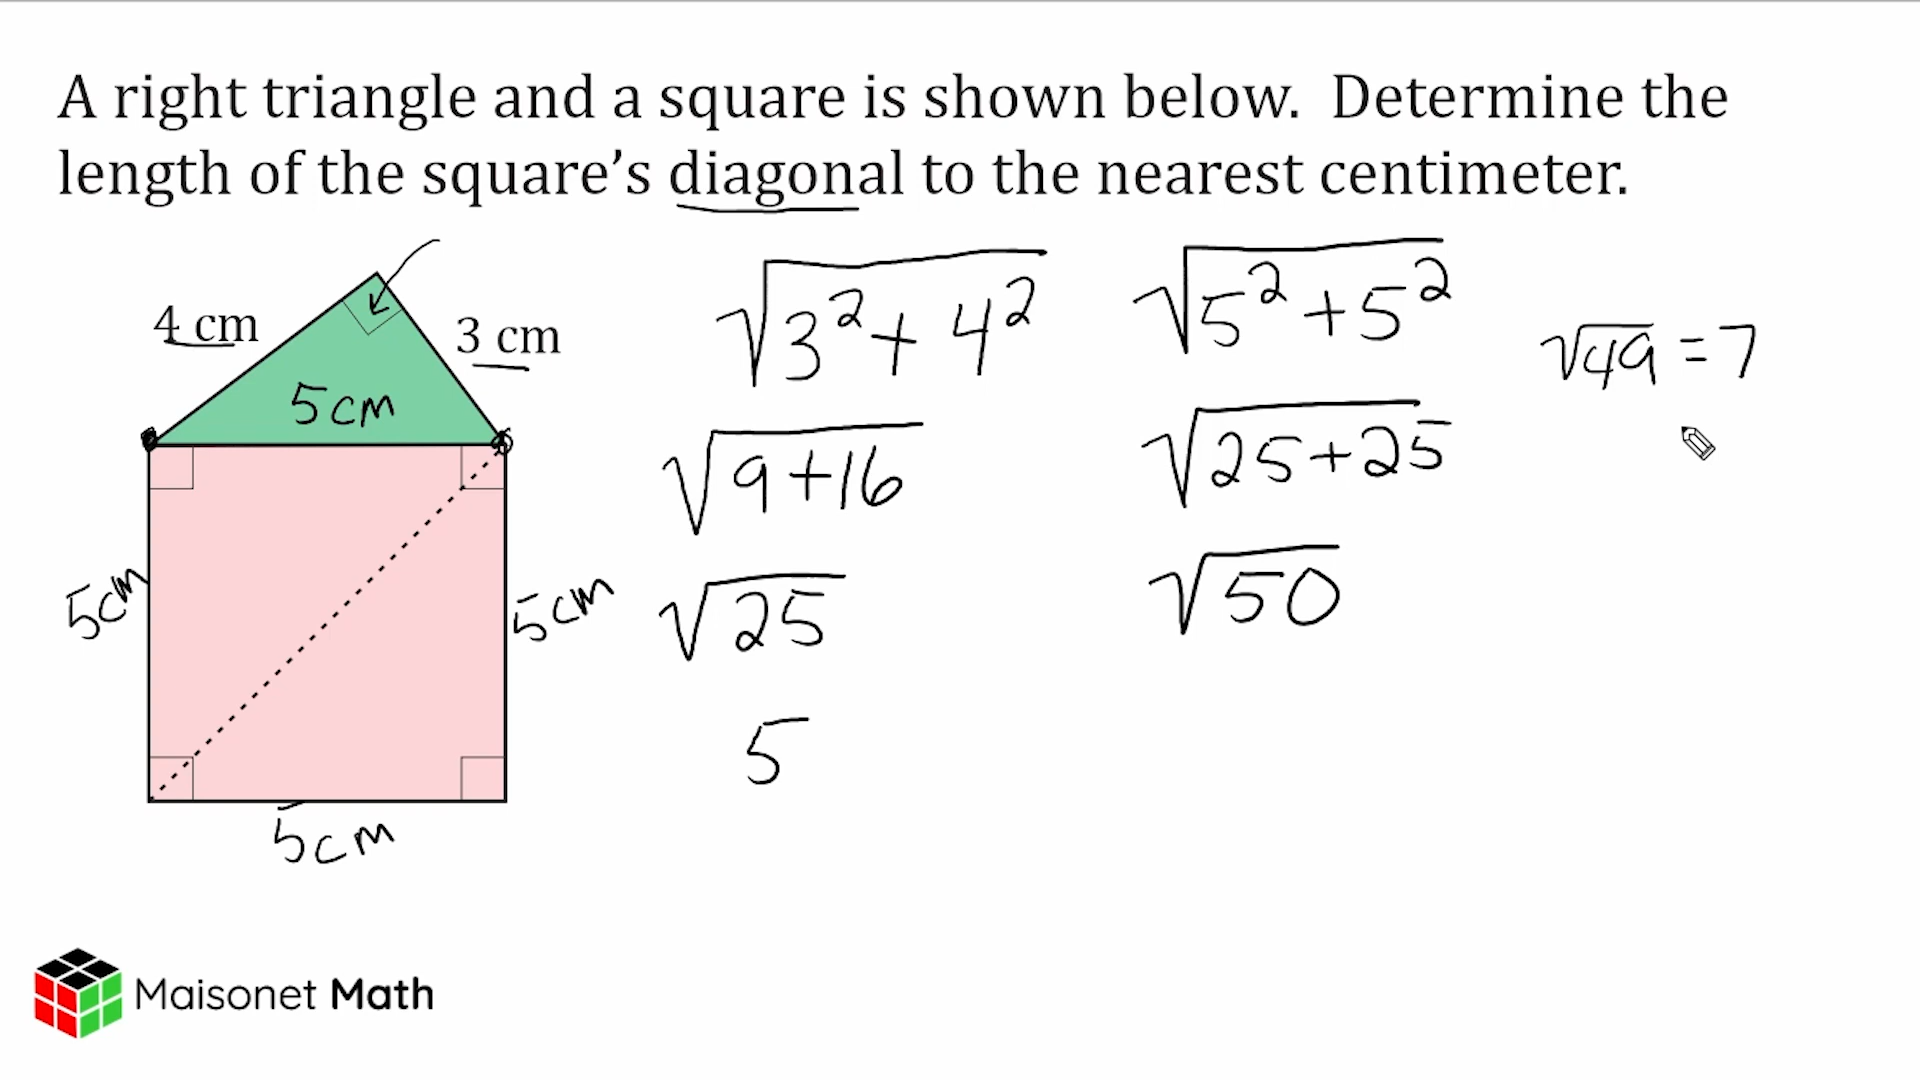 A right triangle and a square is shown below. Determine the
length of the square’s diagonal to the nearest centimeter.
4 cm
3 cm
5cm
5cm
5cm
5cm
√3²+4²
√9+16
√25
5
√5²+5²
√25+25
√50
√49=7
Maisonet Math